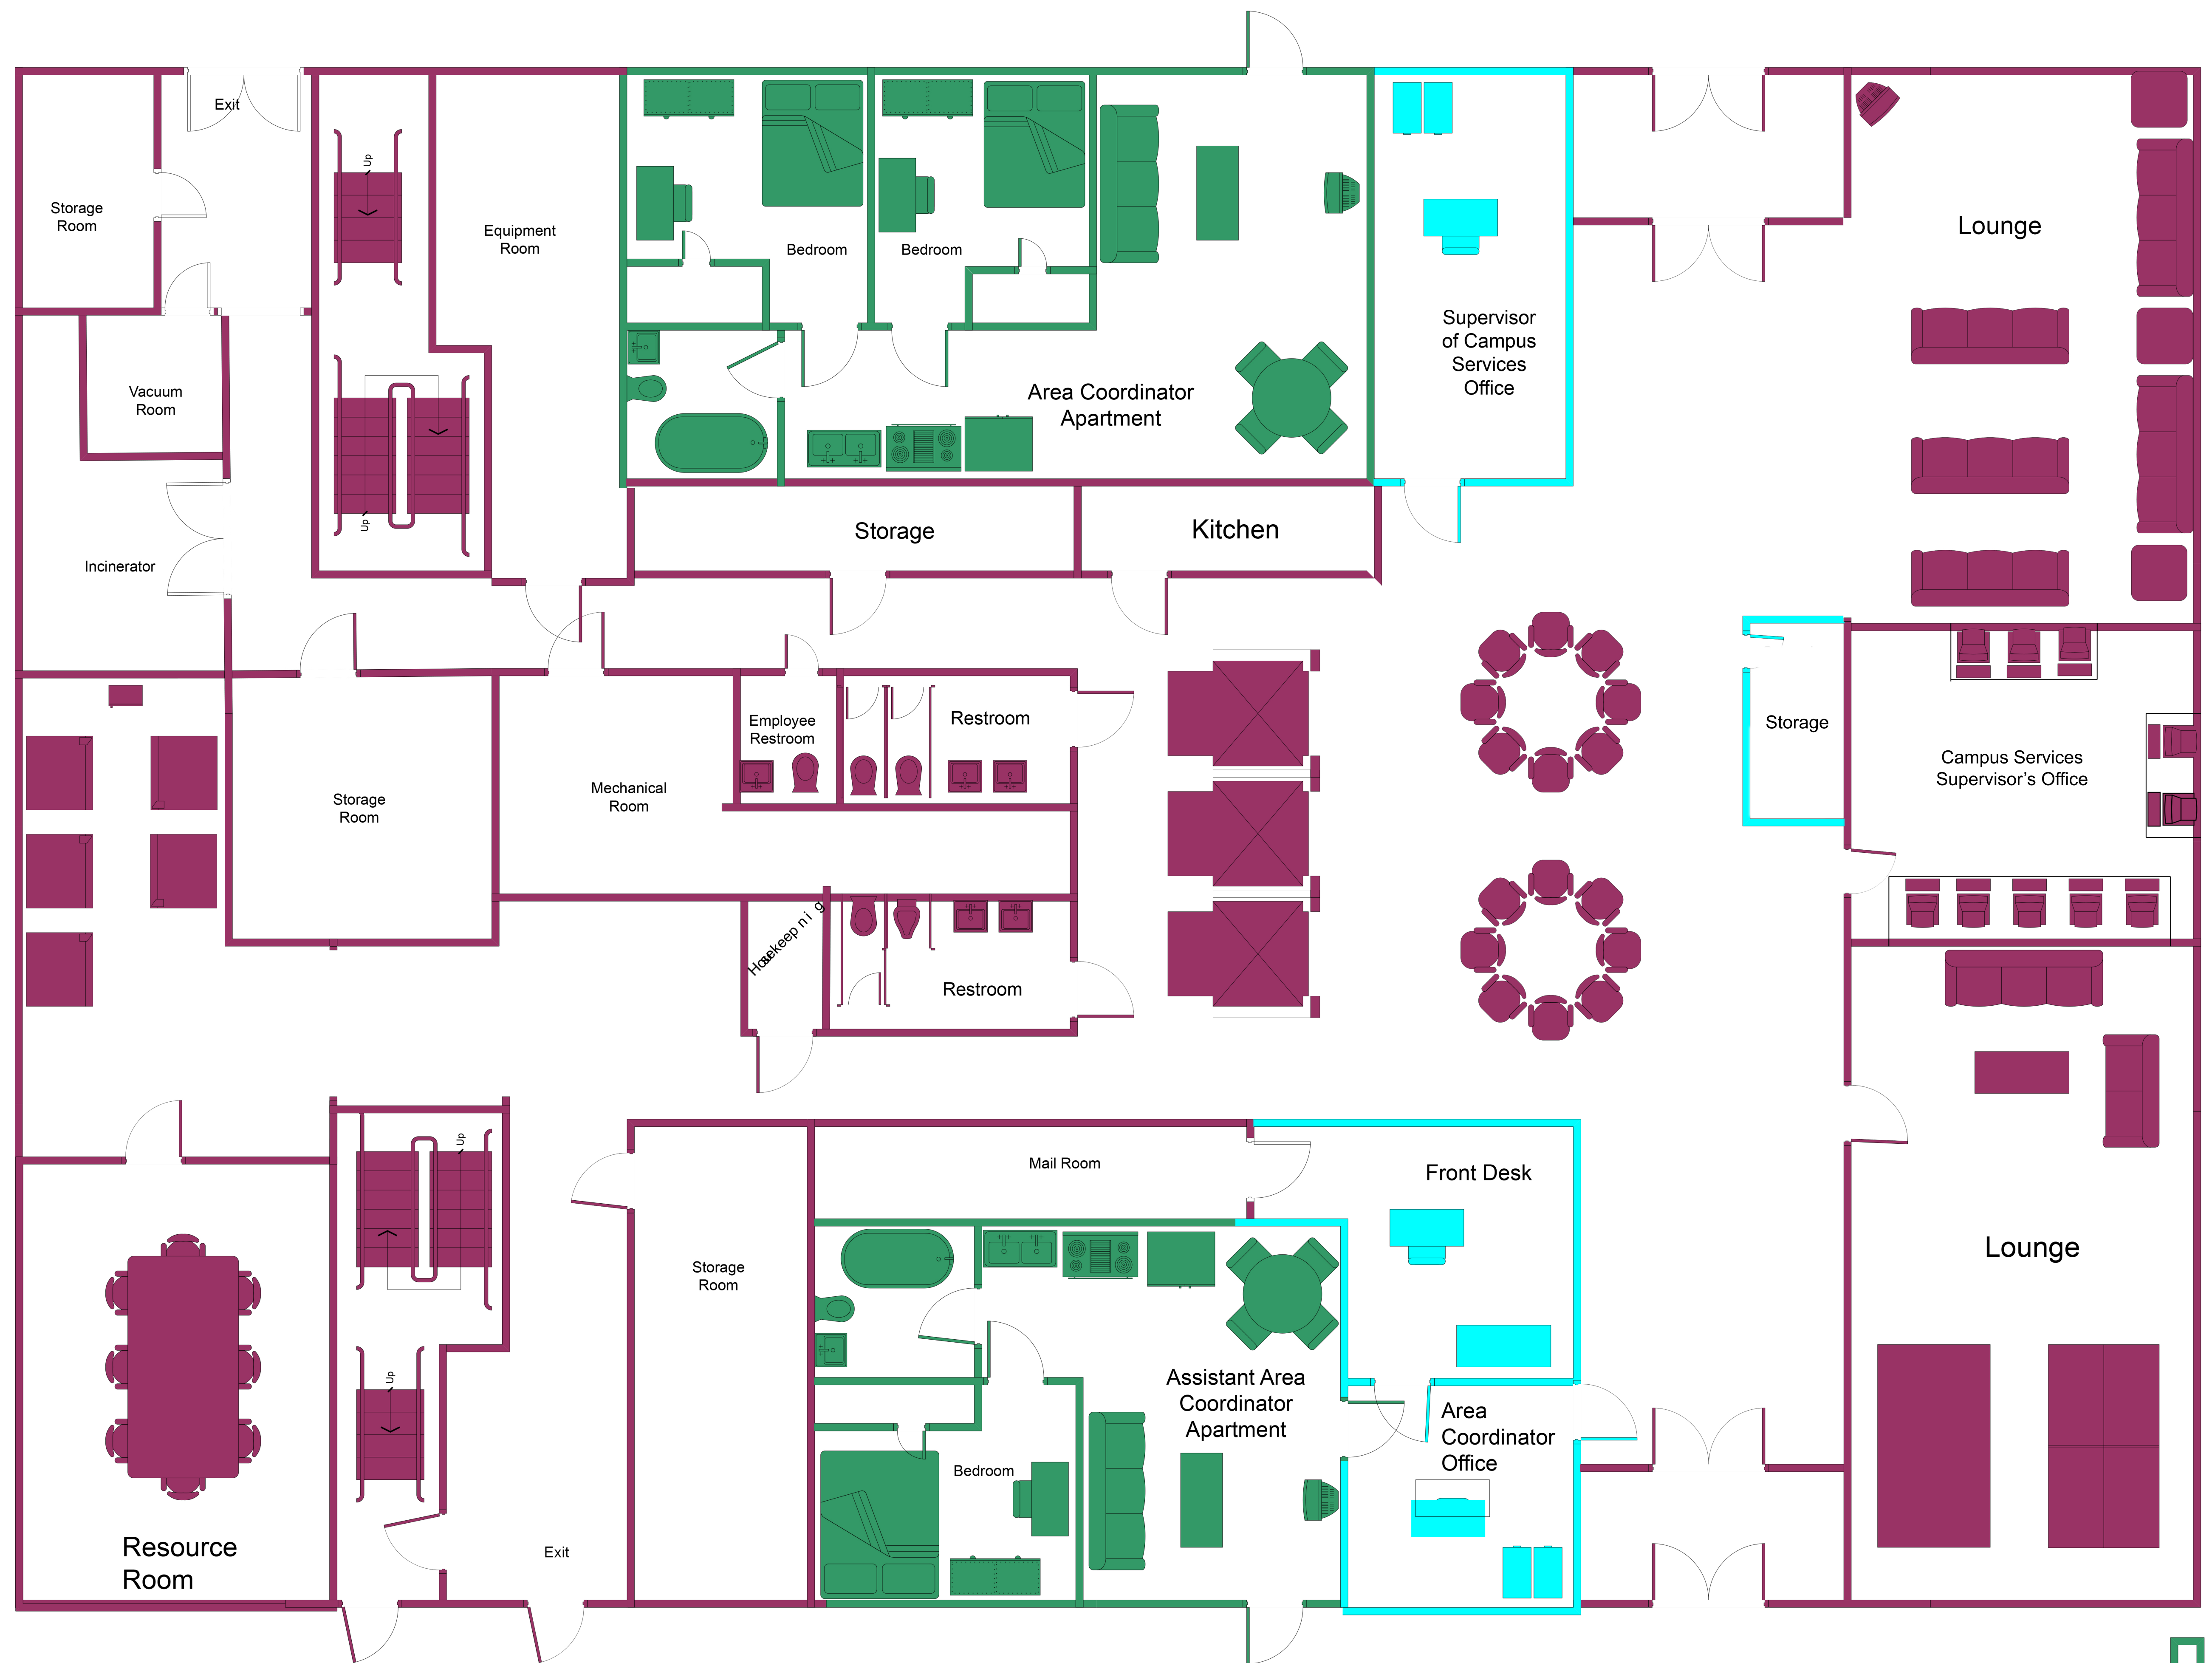 Exit
Up
Storage
Room
Equipment
Room
Bedroom
Bedroom
Lounge
Supervisor
of Campus
Services
Office
Vacuum
Room
Area Coordinator
Apartment
Up
Storage
Kitchen
Incinerator
Employee
Restroom
Restroom
Storage
Campus Services
Supervisor's Office
Mechanical
Room
Storage
Room
Housekeeping
Restroom
Up
Mail Room
Front Desk
Lounge
Storage
Room
Up
Assistant Area
Coordinator
Apartment
Area
Coordinator
Office
Bedroom
Exit
Resource
Room